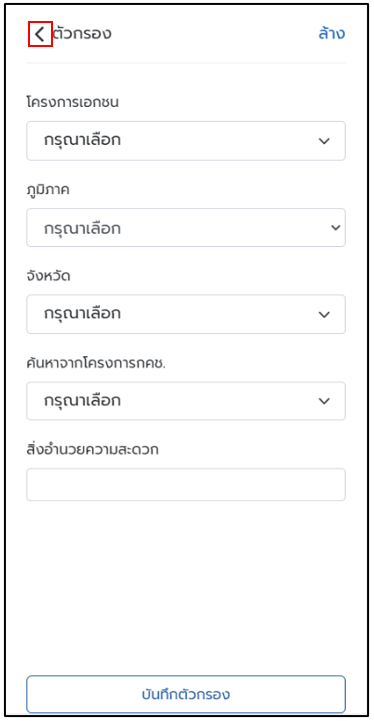 ตัวกรอง
ล้าง
โครงการเอกชน
กรุณาเลือก
ภูมิภาค
กรุณาเลือก
จังหวัด
กรุณาเลือก
ค้นหาจากโครงการกคช.
กรุณาเลือก
สิ่งอำนวยความสะดวก
บันทึกตัวกรอง